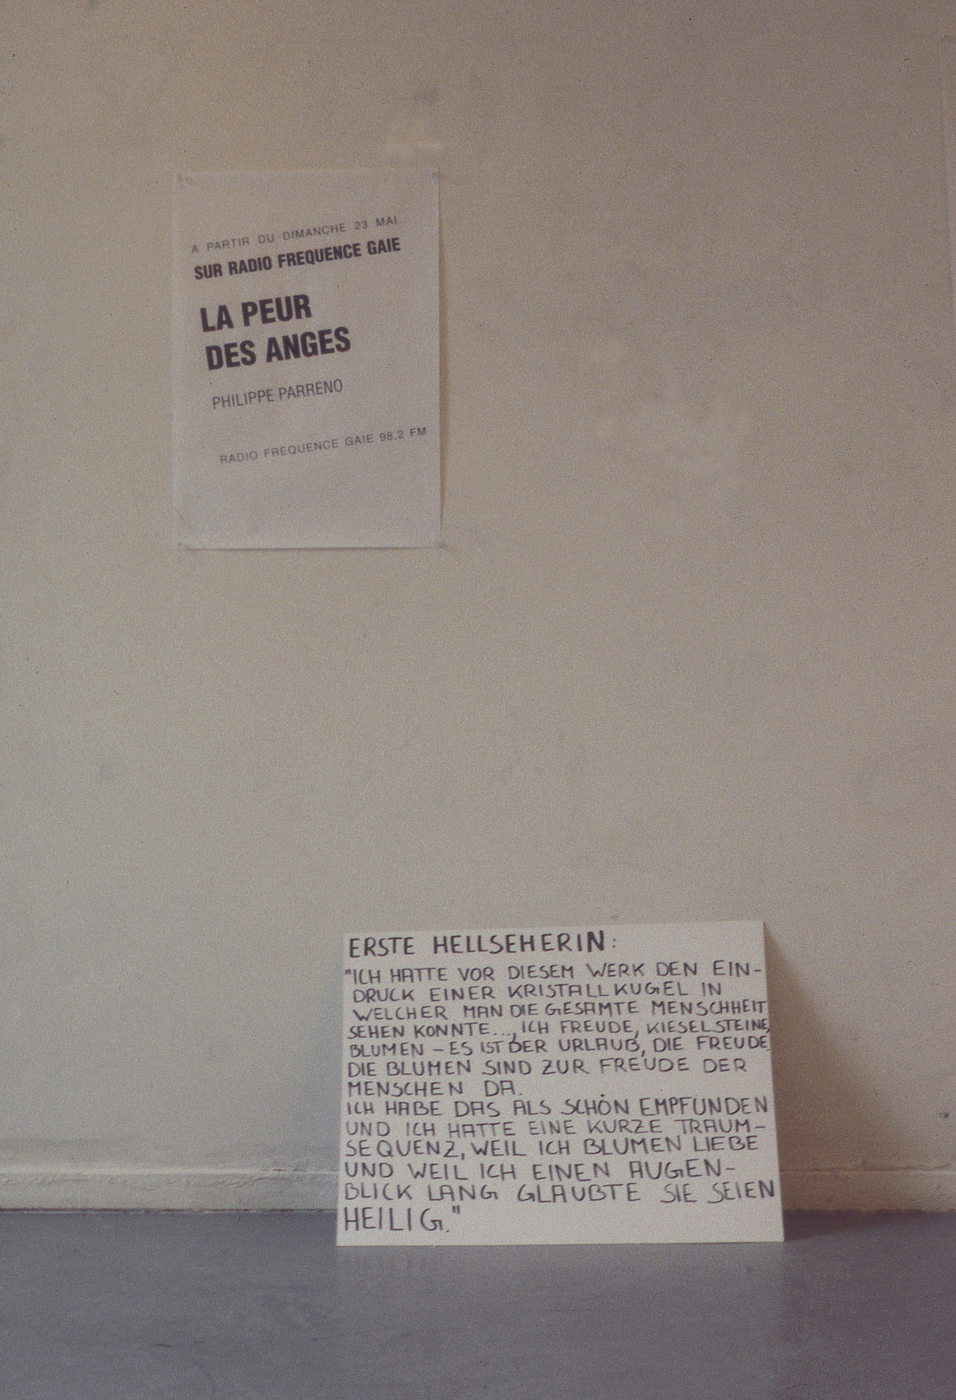 A PARTIR DU DIMANCHE 23 MAI
SUR RADIO FREQUENCE GAIE
LA PEUR
DES ANGES
PHILIPPE PARRENO
RADIO FREQUENCE GAIE 98.2 FM
ERSTE HELLSEHERIN:
"ICH HATTE VOR DIESEM WERK DEN EIN-
DRUCK EINER KRISTALLKUGEL IN
WELCHER MAN DIE GESAMTE MENSCHHEIT
SEHEN KONNTE..., ICH FREUDE, KIESELSTEINE,
BLUMEN – ES IST DER URLAUB, DIE FREUDE,
DIE BLUMEN SIND ZUR FREUDE DER
MENSCHEN DA.
ICH HABE DAS ALS SCHÖN EMPFUNDEN
UND ICH HATTE EINE KURZE TRAUM-
SEQUENZ, WEIL ICH BLUMEN LIEBE
UND WEIL ICH EINEN AUGEN-
BLICK LANG GLAUBTE SIE SEIEN
HEILIG."